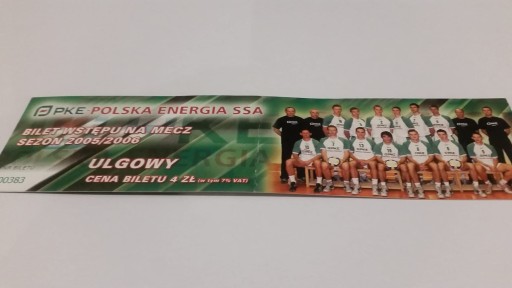 PKE POLSKA ENERGIA SSA
BILET WSTĘPU NA MECZ
SEZON 2005/2006
ULGOWY
CENA BILETU 4 ZŁ (w tym 7% VAT)
00383